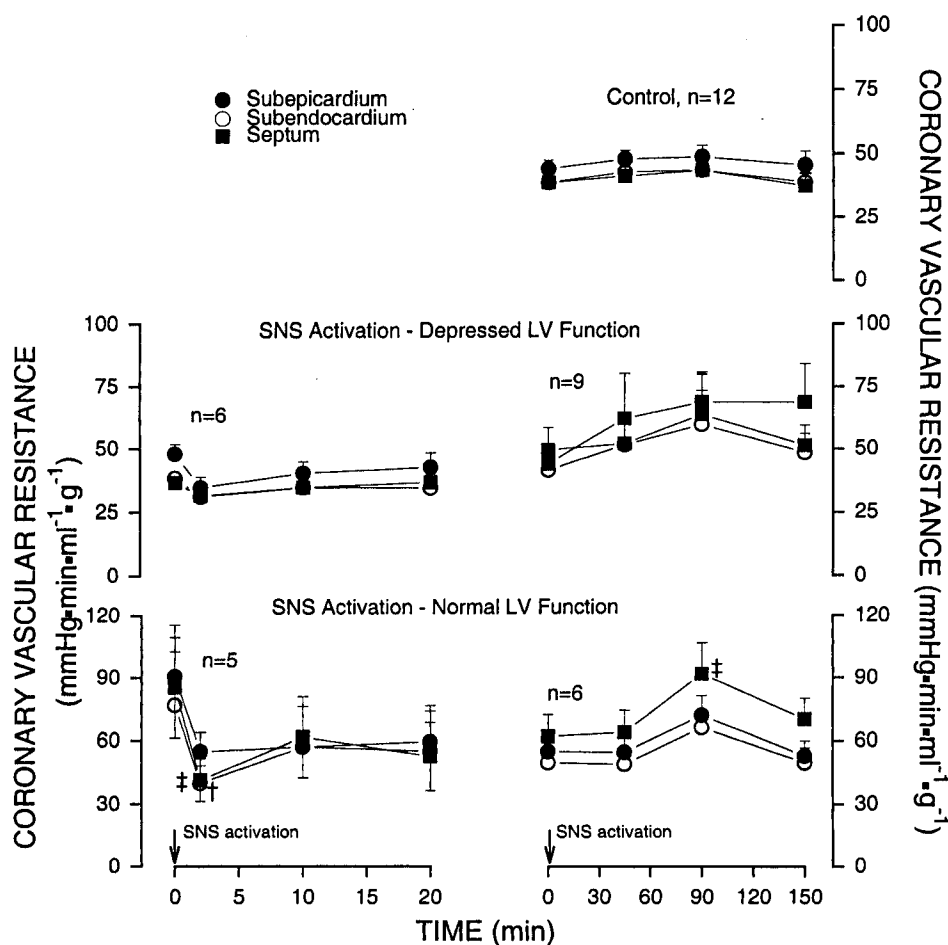 100
75
Subepicardium
Subendocardium
Septum
Control, n=12
50
25
0
CORONARY VASCULAR RESISTANCE (mmHg▪min▪ml⁻¹▪g⁻¹)
CORONARY VASCULAR RESISTANCE
(mmHg▪min▪ml⁻¹▪g⁻¹)
SNS Activation - Depressed LV Function
100
75
50
25
0
n=6
n=9
100
75
50
25
0
SNS Activation - Normal LV Function
120
90
60
30
0
n=5
n=6
‡
†
‡
120
90
60
30
0
SNS activation
SNS activation
0 5 10 15 20
0 30 60 90 120 150
TIME (min)